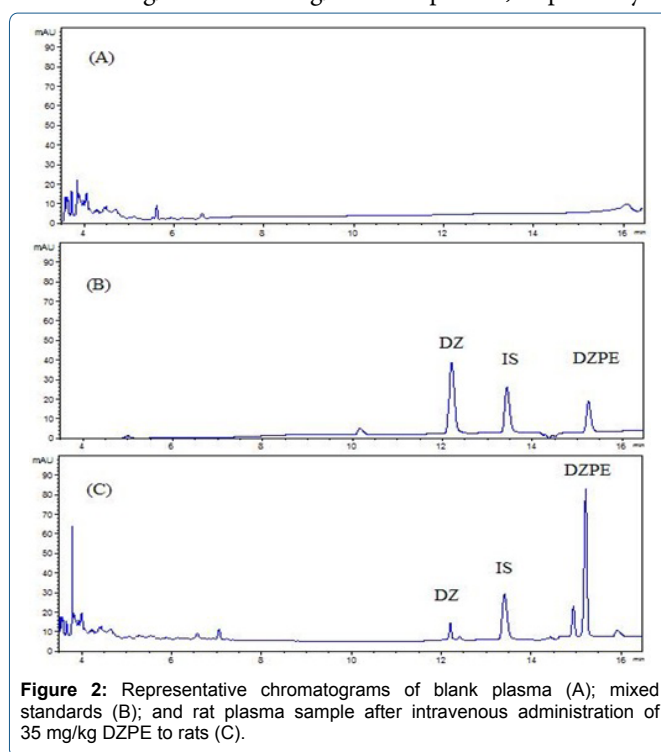 mAU
90
80
70
60
50
40
30
20
10
0
(A)
4 6 8 10 12 14 16 min
mAU
90
80
70
60
50
40
30
20
10
0
(B)
DZ IS DZPE
4 6 8 10 12 14 16 min
mAU
90
80
70
60
50
40
30
20
10
0
(C)
DZPE
IS
DZ
4 6 8 10 12 14 16 min
Figure 2: Representative chromatograms of blank plasma (A); mixed
standards (B); and rat plasma sample after intravenous administration of
35 mg/kg DZPE to rats (C).